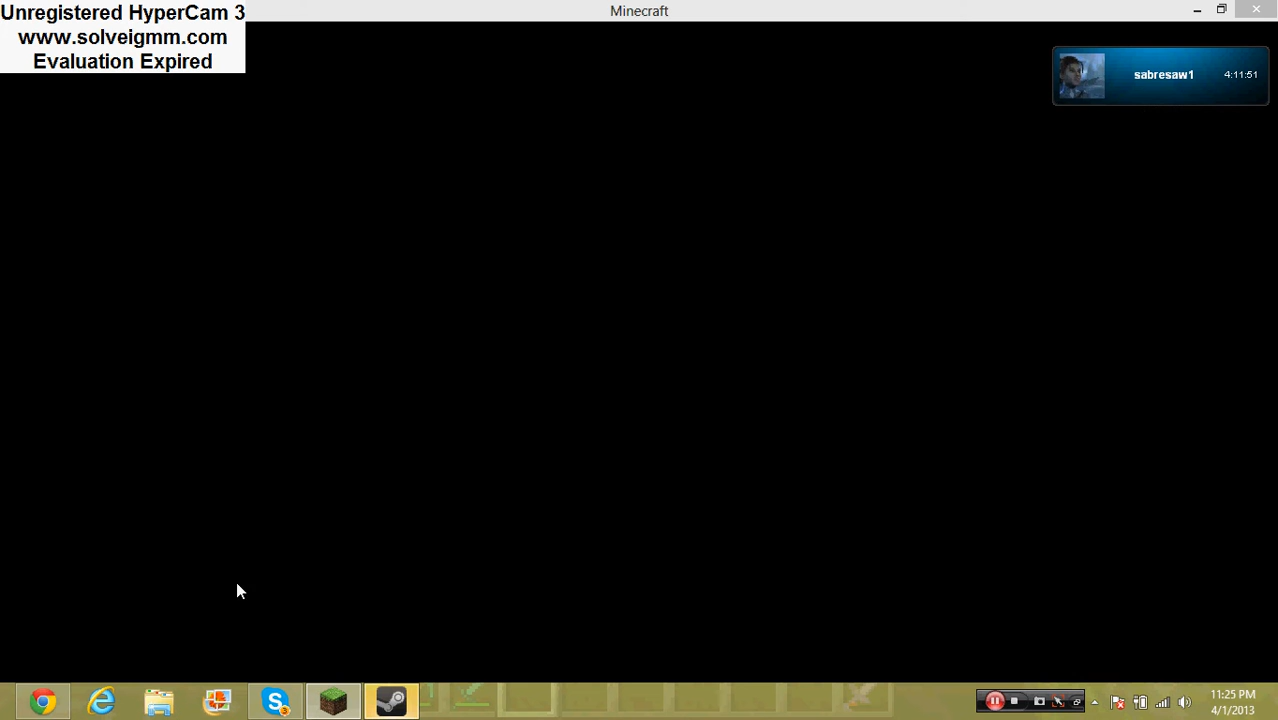 Unregistered HyperCam 3
www.solveigmm.com
Evaluation Expired
Minecraft
sabresaw1
4:11:51
3
11:25 PM
4/1/2013